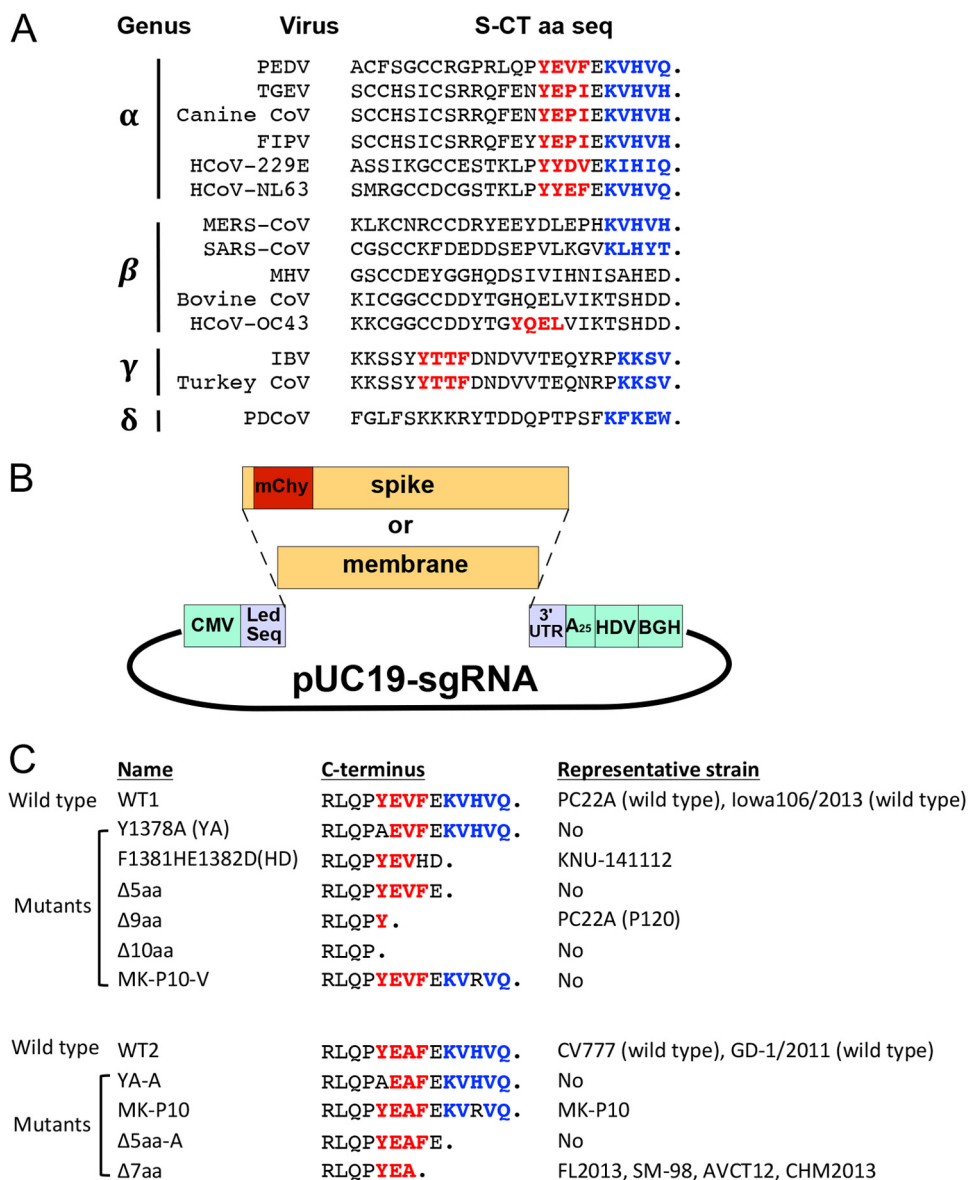 A
Genus Virus S-CT aa seq
α
PEDV ACFSGCCRGPRLQPYEVFEKVHVQ.
TGEV SCCHSICSRRQFENYEPIEKVHVH.
Canine CoV SCCHSICSRRQFENYEPIEKVHVH.
FIPV SCCHSICSRRQFEYYEPIEKVHVH.
HCoV-229E ASSIKGCCESTKLPYYDVEKIHIQ.
HCoV-NL63 SMRGCCDCGSTKLPYYEFEKVHVQ.
β
MERS-CoV KLKCNRCCDRYEEYDLEPHKVHVH.
SARS-CoV CGSCCKFDEDDSEPVLKGVKLHYT.
MHV GSCCDEYGGHQDSIVIHNISAHED.
Bovine CoV KICGGCCDDYTGHQELVIKTSHDD.
HCoV-OC43 KKCGGCCDDYTGYQELVIKTSHDD.
γ
IBV KKSSYYTTFDNDVVTEQYRPKKSV.
Turkey CoV KKSSYYTTFDNDVVTEQNRPKKSV.
δ
PDCoV FGLFSKKKRYTDDQPTPSFKFKEW.
B
mChy spike
or
membrane
CMV Led Seq 3' UTR A25 HDV BGH
pUC19-sgRNA
C
Name C-terminus Representative strain
Wild type WT1 RLQPYEVFEKVHVQ. PC22A (wild type), Iowa106/2013 (wild type)
Mutants
Y1378A (YA) RLQPAEVFEKVHVQ. No
F1381HE1382D(HD) RLQPYEVHD. KNU-141112
Δ5aa RLQPYEVFE. No
Δ9aa RLQPY. PC22A (P120)
Δ10aa RLQP. No
MK-P10-V RLQPYEVFEKVRVQ. No
Wild type WT2 RLQPYEAFEKVHVQ. CV777 (wild type), GD-1/2011 (wild type)
Mutants
YA-A RLQPAEAFEKVHVQ. No
MK-P10 RLQPYEAFEKVRVQ. MK-P10
Δ5aa-A RLQPYEAFE. No
Δ7aa RLQPYEA. FL2013, SM-98, AVCT12, CHM2013